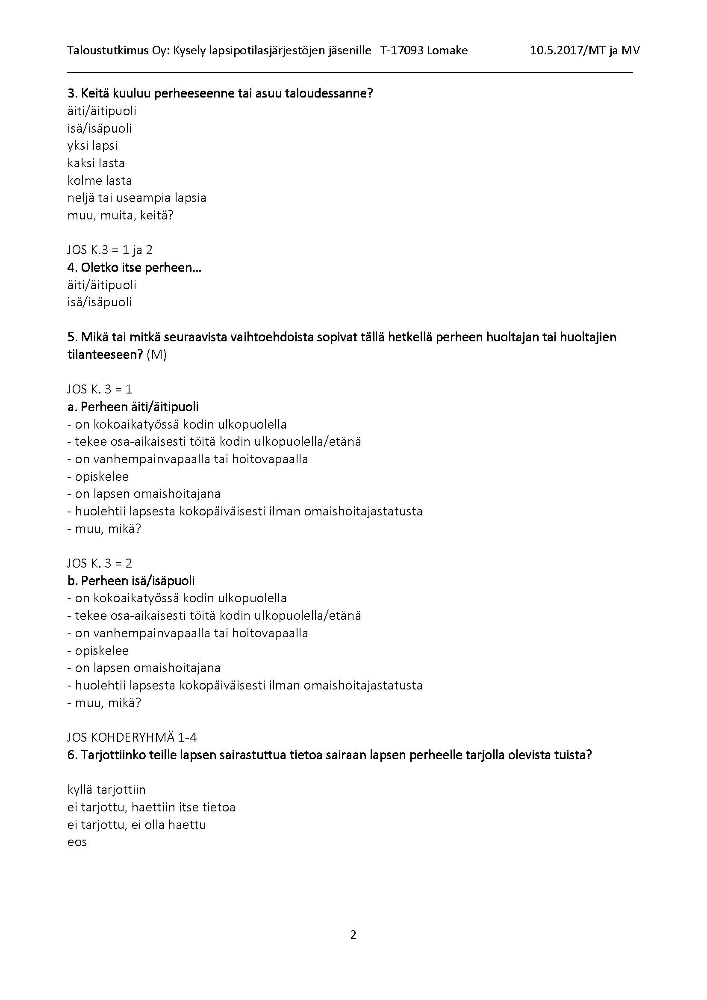 Taloustutkimus Oy: Kysely lapsipotilasjärjestöjen jäsenille T-17093 Lomake 10.5.2017/MT ja MV
3. Keitä kuuluu perheeseenne tai asuu taloudessanne?
äiti/äitipuoli
isä/isäpuoli
yksi lapsi
kaksi lasta
kolme lasta
neljä tai useampia lapsia
muu, muita, keitä?
JOS K.3 = 1 ja 2
4. Oletko itse perheen...
äiti/äitipuoli
isä/isäpuoli
5. Mikä tai mitkä seuraavista vaihtoehdoista sopivat tällä hetkellä perheen huoltajan tai huoltajien
tilanteeseen? (M)
JOS K. 3 = 1
a. Perheen äiti/äitipuoli
- on kokoaikatyössä kodin ulkopuolella
- tekee osa-aikaisesti töitä kodin ulkopuolella/etänä
- on vanhempainvapaalla tai hoitovapaalla
- opiskelee
- on lapsen omaishoitajana
- huolehtii lapsesta kokopäiväisesti ilman omaishoitajastatusta
- muu, mikä?
JOS K. 3 = 2
b. Perheen isä/isäpuoli
- on kokoaikatyössä kodin ulkopuolella
- tekee osa-aikaisesti töitä kodin ulkopuolella/etänä
- on vanhempainvapaalla tai hoitovapaalla
- opiskelee
- on lapsen omaishoitajana
- huolehtii lapsesta kokopäiväisesti ilman omaishoitajastatusta
- muu, mikä?
JOS KOHDERYHMÄ 1-4
6. Tarjottiinko teille lapsen sairastuttua tietoa sairaan lapsen perheelle tarjolla olevista tuista?
kyllä tarjottiin
ei tarjottu, haettiin itse tietoa
ei tarjottu, ei olla haettu
eos
2